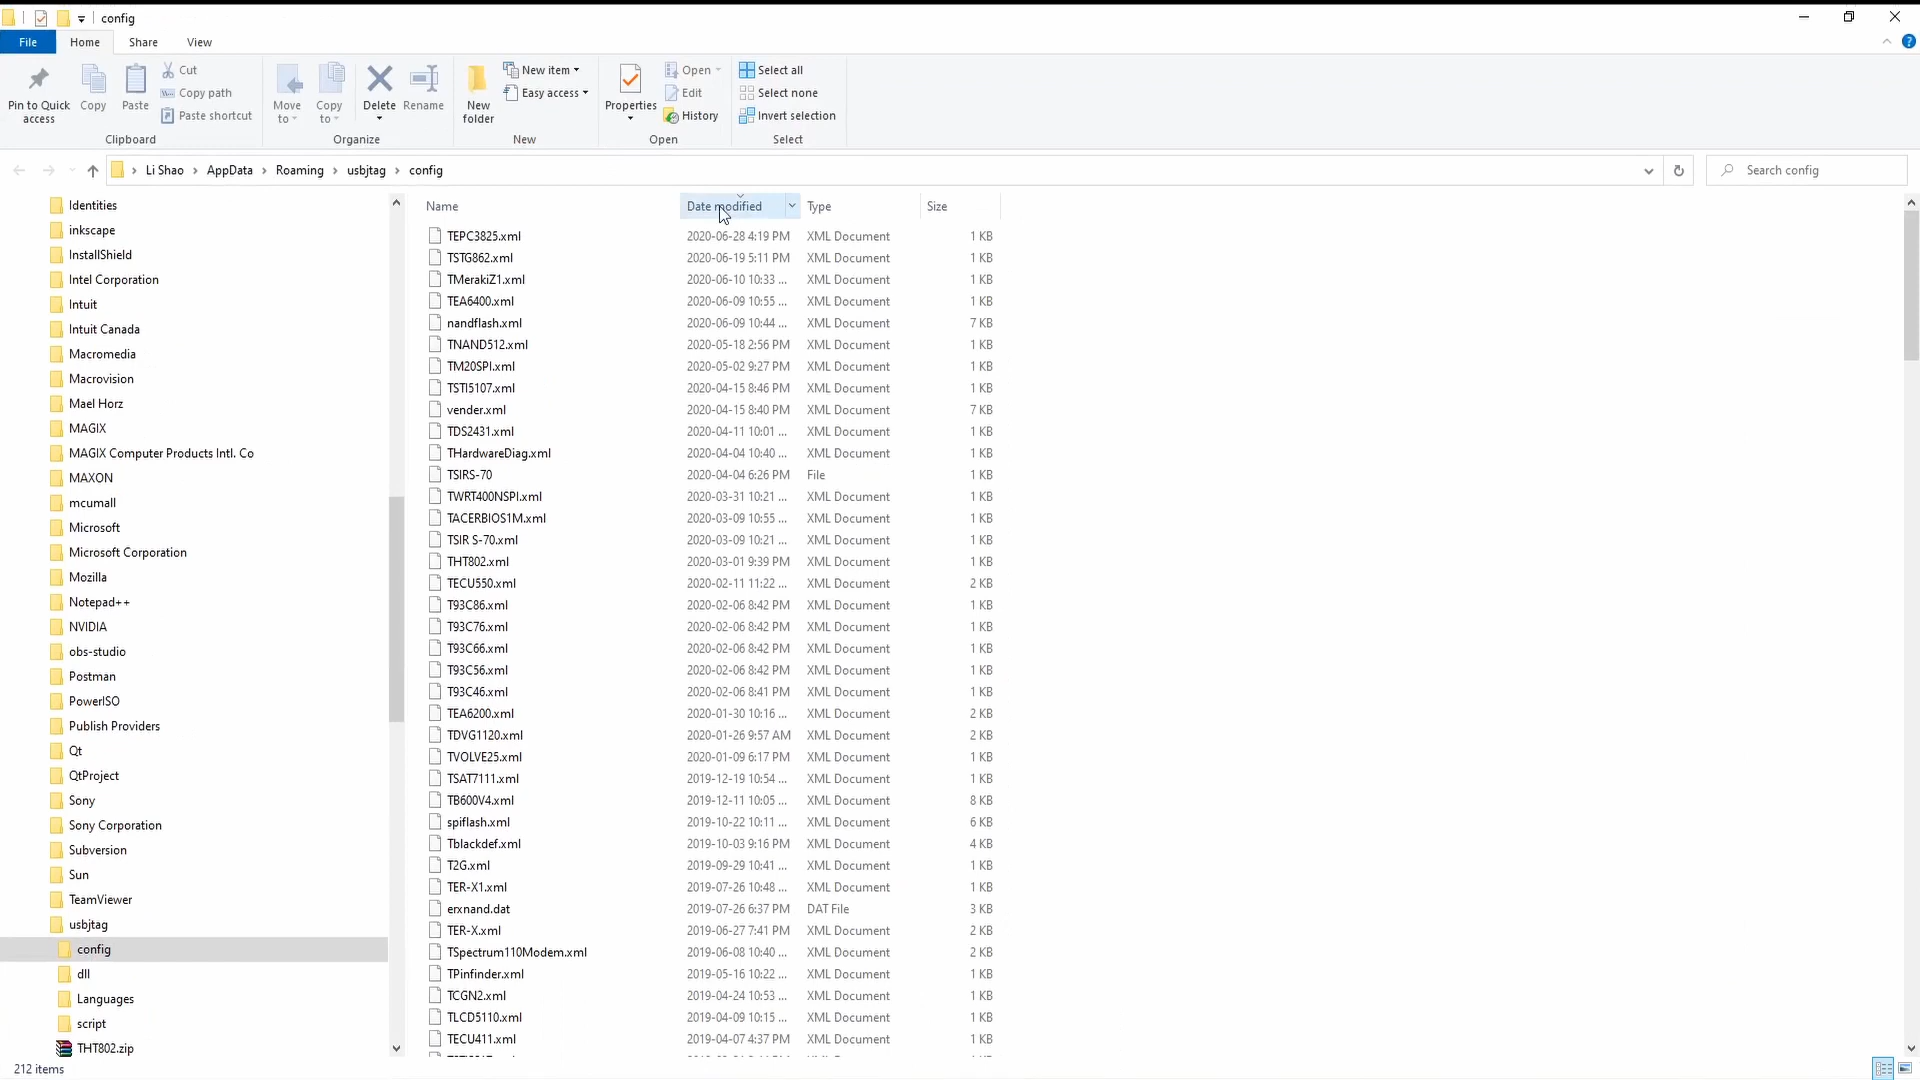 config
File
Home
Share
View
Pin to Quick access
Copy
Paste
Cut
Copy path
Paste shortcut
Clipboard
Move to
Copy to
Delete
Rename
Organize
New folder
New item
Easy access
New
Properties
Open
Edit
History
Open
Select all
Select none
Invert selection
Select
Li Shao › AppData › Roaming › usbjtag › config
Search config
Identities
inkscape
InstallShield
Intel Corporation
Intuit
Intuit Canada
Macromedia
Macrovision
Mael Horz
MAGIX
MAGIX Computer Products Intl. Co
MAXON
mcumall
Microsoft
Microsoft Corporation
Mozilla
Notepad++
NVIDIA
obs-studio
Postman
PowerISO
Publish Providers
Qt
QtProject
Sony
Sony Corporation
Subversion
Sun
TeamViewer
usbjtag
config
dll
Languages
script
THT802.zip
Name Date modified Type Size
TEPC3825.xml 2020-06-28 4:19 PM XML Document 1 KB
TSTG862.xml 2020-06-19 5:11 PM XML Document 1 KB
TMerakiZ1.xml 2020-06-10 10:33 ... XML Document 1 KB
TEA6400.xml 2020-06-09 10:55 ... XML Document 1 KB
nandflash.xml 2020-06-09 10:44 ... XML Document 7 KB
TNAND512.xml 2020-05-18 2:56 PM XML Document 1 KB
TM20SPI.xml 2020-05-02 9:27 PM XML Document 1 KB
TSTI5107.xml 2020-04-15 8:46 PM XML Document 1 KB
vender.xml 2020-04-15 8:40 PM XML Document 7 KB
TDS2431.xml 2020-04-11 10:01 ... XML Document 1 KB
THardwareDiag.xml 2020-04-04 10:40 ... XML Document 1 KB
TSIRS-70 2020-04-04 6:26 PM File 1 KB
TWRT400NSPI.xml 2020-03-31 10:21 ... XML Document 1 KB
TACERBIOS1M.xml 2020-03-09 10:55 ... XML Document 1 KB
TSIR S-70.xml 2020-03-09 10:21 ... XML Document 1 KB
THT802.xml 2020-03-01 9:39 PM XML Document 1 KB
TECU550.xml 2020-02-11 11:22 ... XML Document 2 KB
T93C86.xml 2020-02-06 8:42 PM XML Document 1 KB
T93C76.xml 2020-02-06 8:42 PM XML Document 1 KB
T93C66.xml 2020-02-06 8:42 PM XML Document 1 KB
T93C56.xml 2020-02-06 8:42 PM XML Document 1 KB
T93C46.xml 2020-02-06 8:41 PM XML Document 1 KB
TEA6200.xml 2020-01-30 10:16 ... XML Document 2 KB
TDVG1120.xml 2020-01-26 9:57 AM XML Document 2 KB
TVOLVE25.xml 2020-01-09 6:17 PM XML Document 1 KB
TSAT7111.xml 2019-12-19 10:54 ... XML Document 1 KB
TB600V4.xml 2019-12-11 10:05 ... XML Document 8 KB
spiflash.xml 2019-10-22 10:11 ... XML Document 6 KB
Tblackdef.xml 2019-10-03 9:16 PM XML Document 4 KB
T2G.xml 2019-09-29 10:41 ... XML Document 1 KB
TER-X1.xml 2019-07-26 10:48 ... XML Document 1 KB
erxnand.dat 2019-07-26 6:37 PM DAT File 3 KB
TER-X.xml 2019-06-27 7:41 PM XML Document 2 KB
TSpectrum110Modem.xml 2019-06-08 10:40 ... XML Document 2 KB
TPinfinder.xml 2019-05-16 10:22 ... XML Document 1 KB
TCGN2.xml 2019-04-24 10:53 ... XML Document 1 KB
TLCD5110.xml 2019-04-09 10:15 ... XML Document 1 KB
TECU411.xml 2019-04-07 4:37 PM XML Document 1 KB
212 items